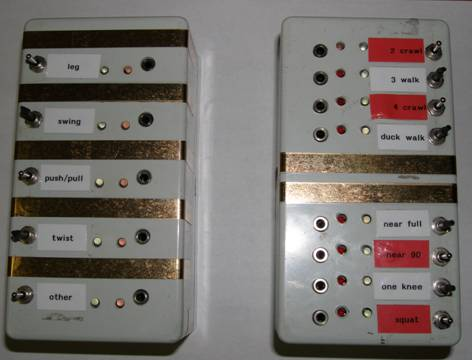 leg
swing
push/pull
twist
other
2 crawl
3 walk
4 crawl
duck walk
near full
near 90
one knee
squat